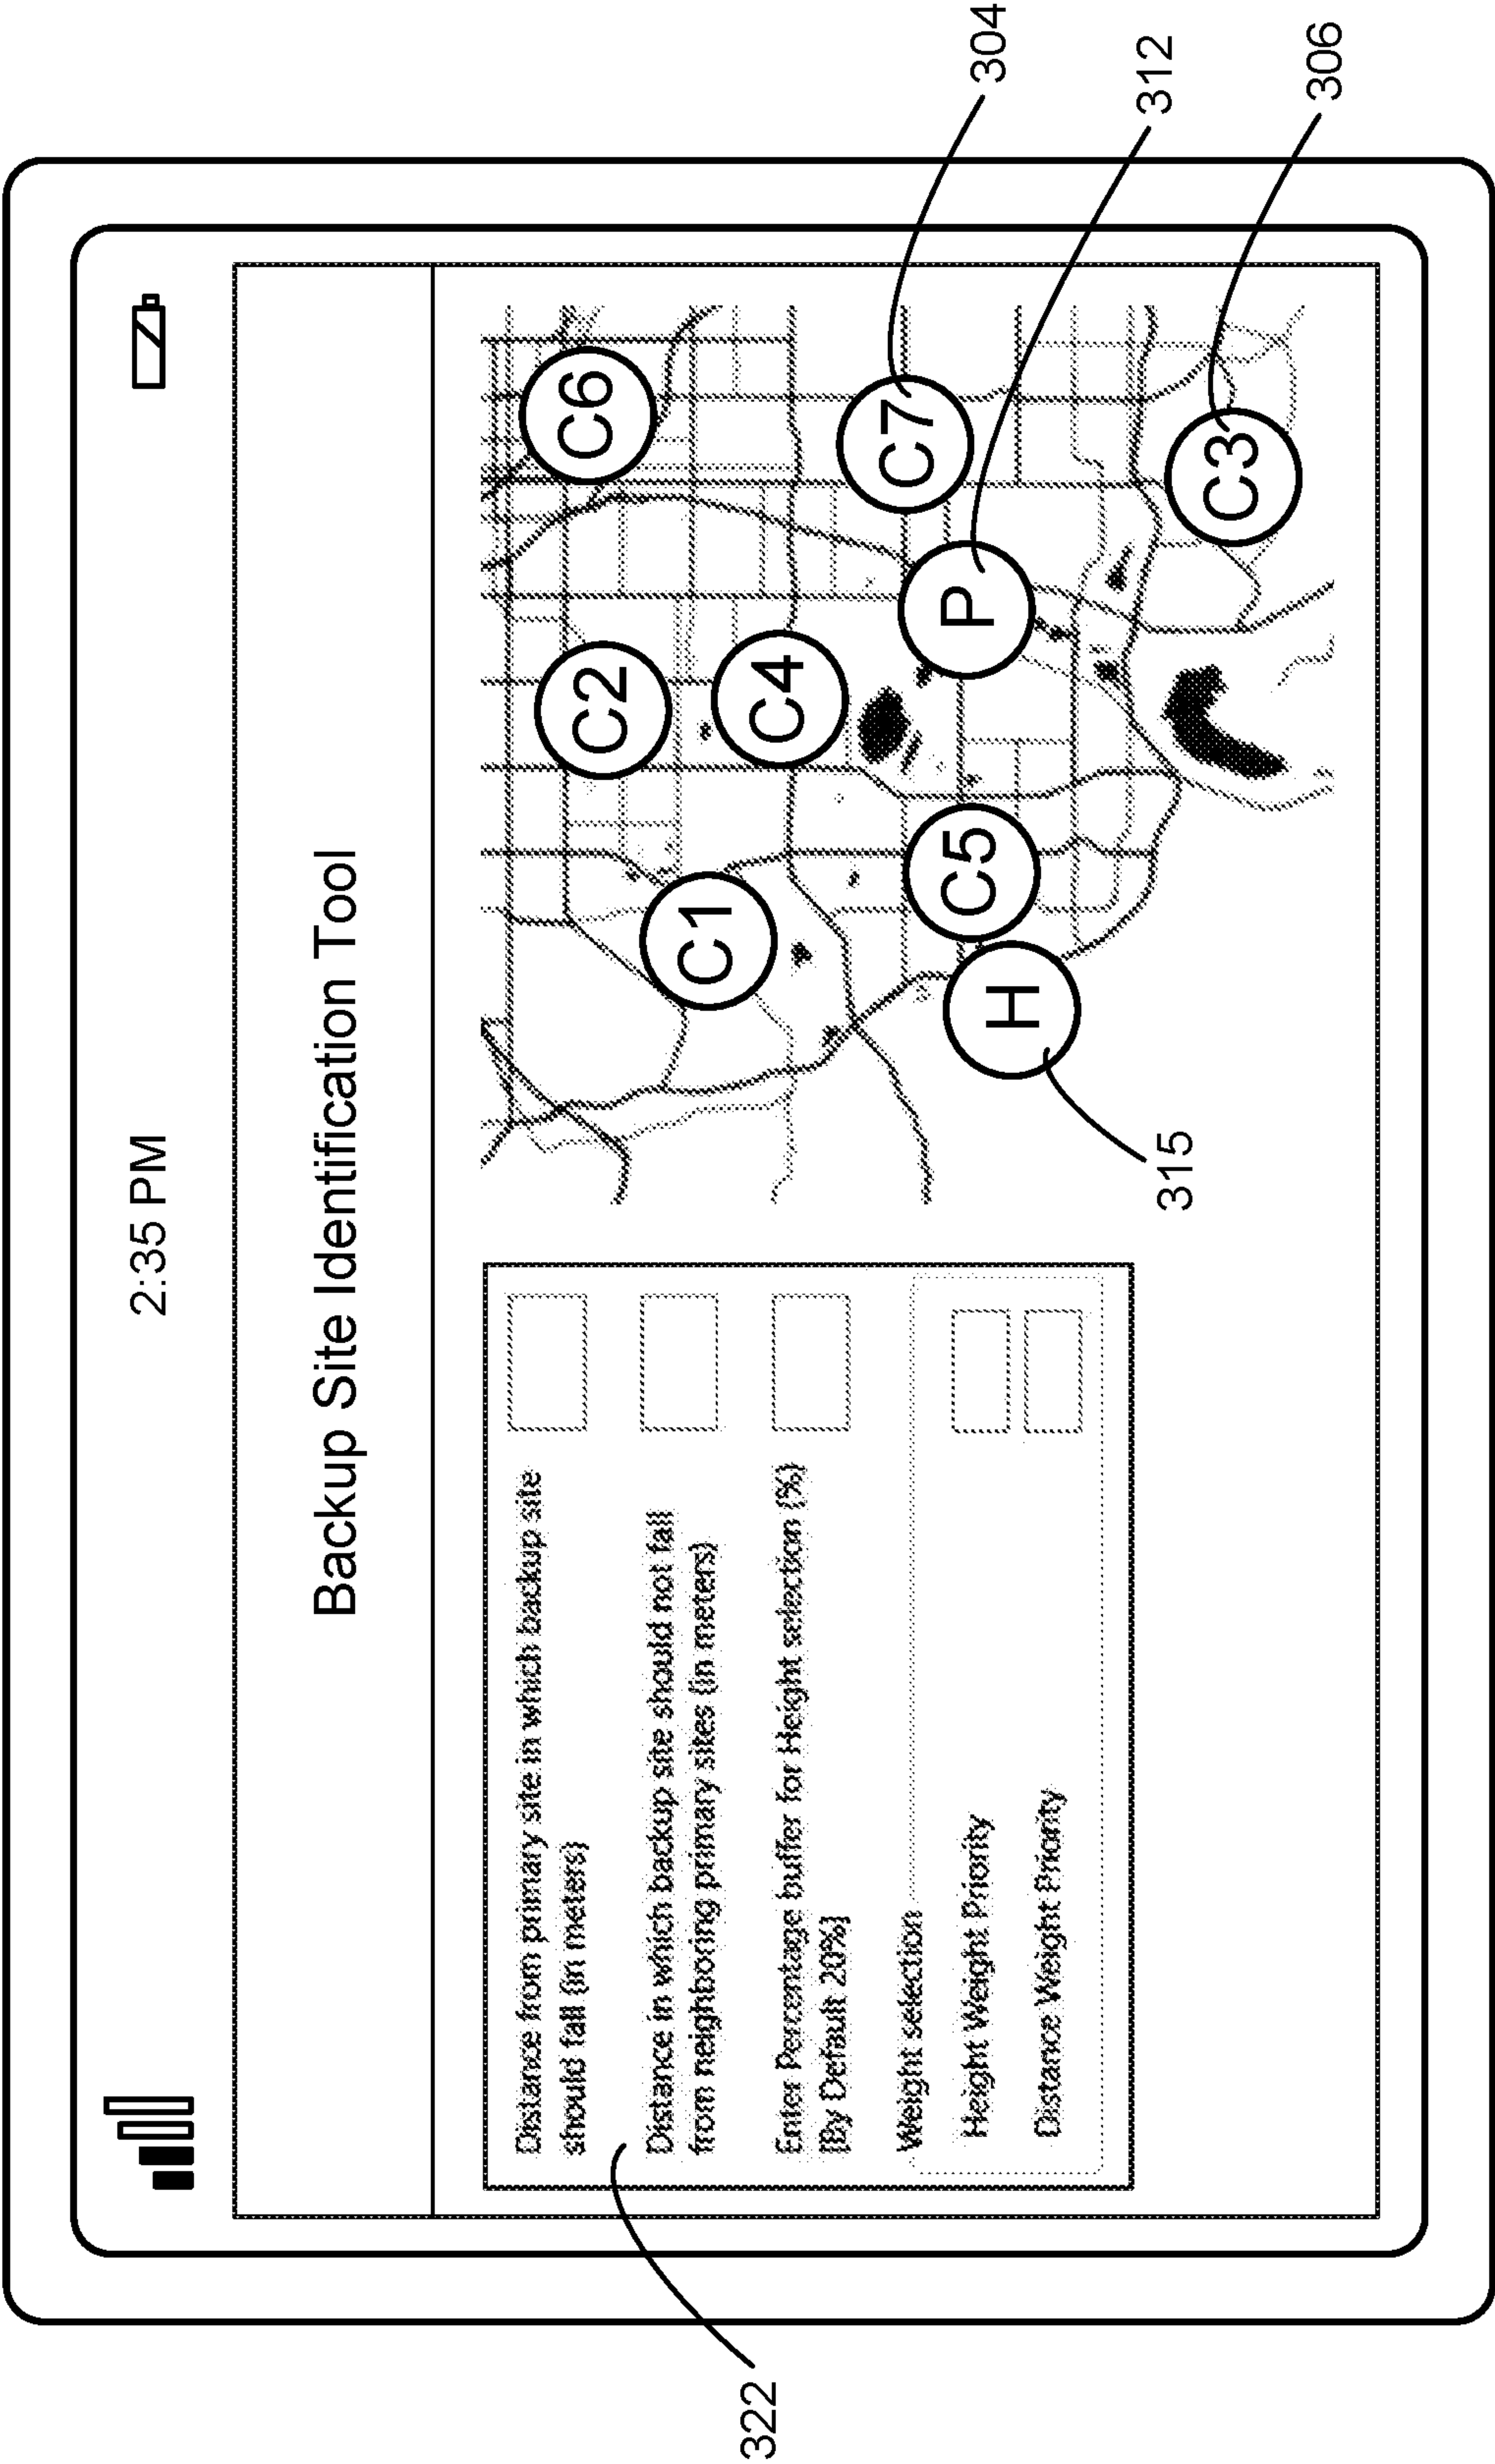 2:35 PM
Backup Site Identification Tool
Distance from primary site in which backup site
should fall (in meters)
Distance in which backup site should not fall
from neighboring primary sites (in meters)
Enter Percentage buffer for Height selection (%)
[By Default 20%]
Weight selection
Height Weight Priority
Distance Weight Priority
C6
C2
C4
C1
C7
P
C5
H
C3
304
312
306
315
322